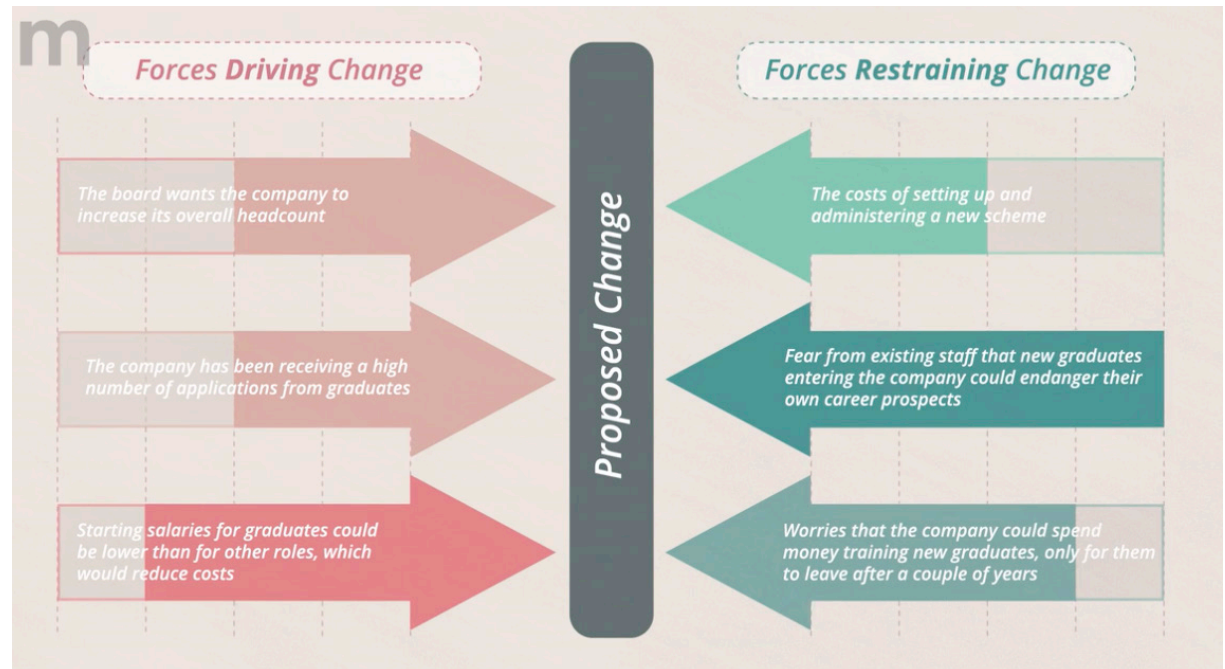 m
Forces Driving Change
The board wants the company to
increase its overall headcount
The company has been receiving a high
number of applications from graduates
Starting salaries for graduates could
be lower than for other roles, which
would reduce costs
Proposed Change
Forces Restraining Change
The costs of setting up and
administering a new scheme
Fear from existing staff that new graduates
entering the company could endanger their
own career prospects
Worries that the company could spend
money training new graduates, only for them
to leave after a couple of years